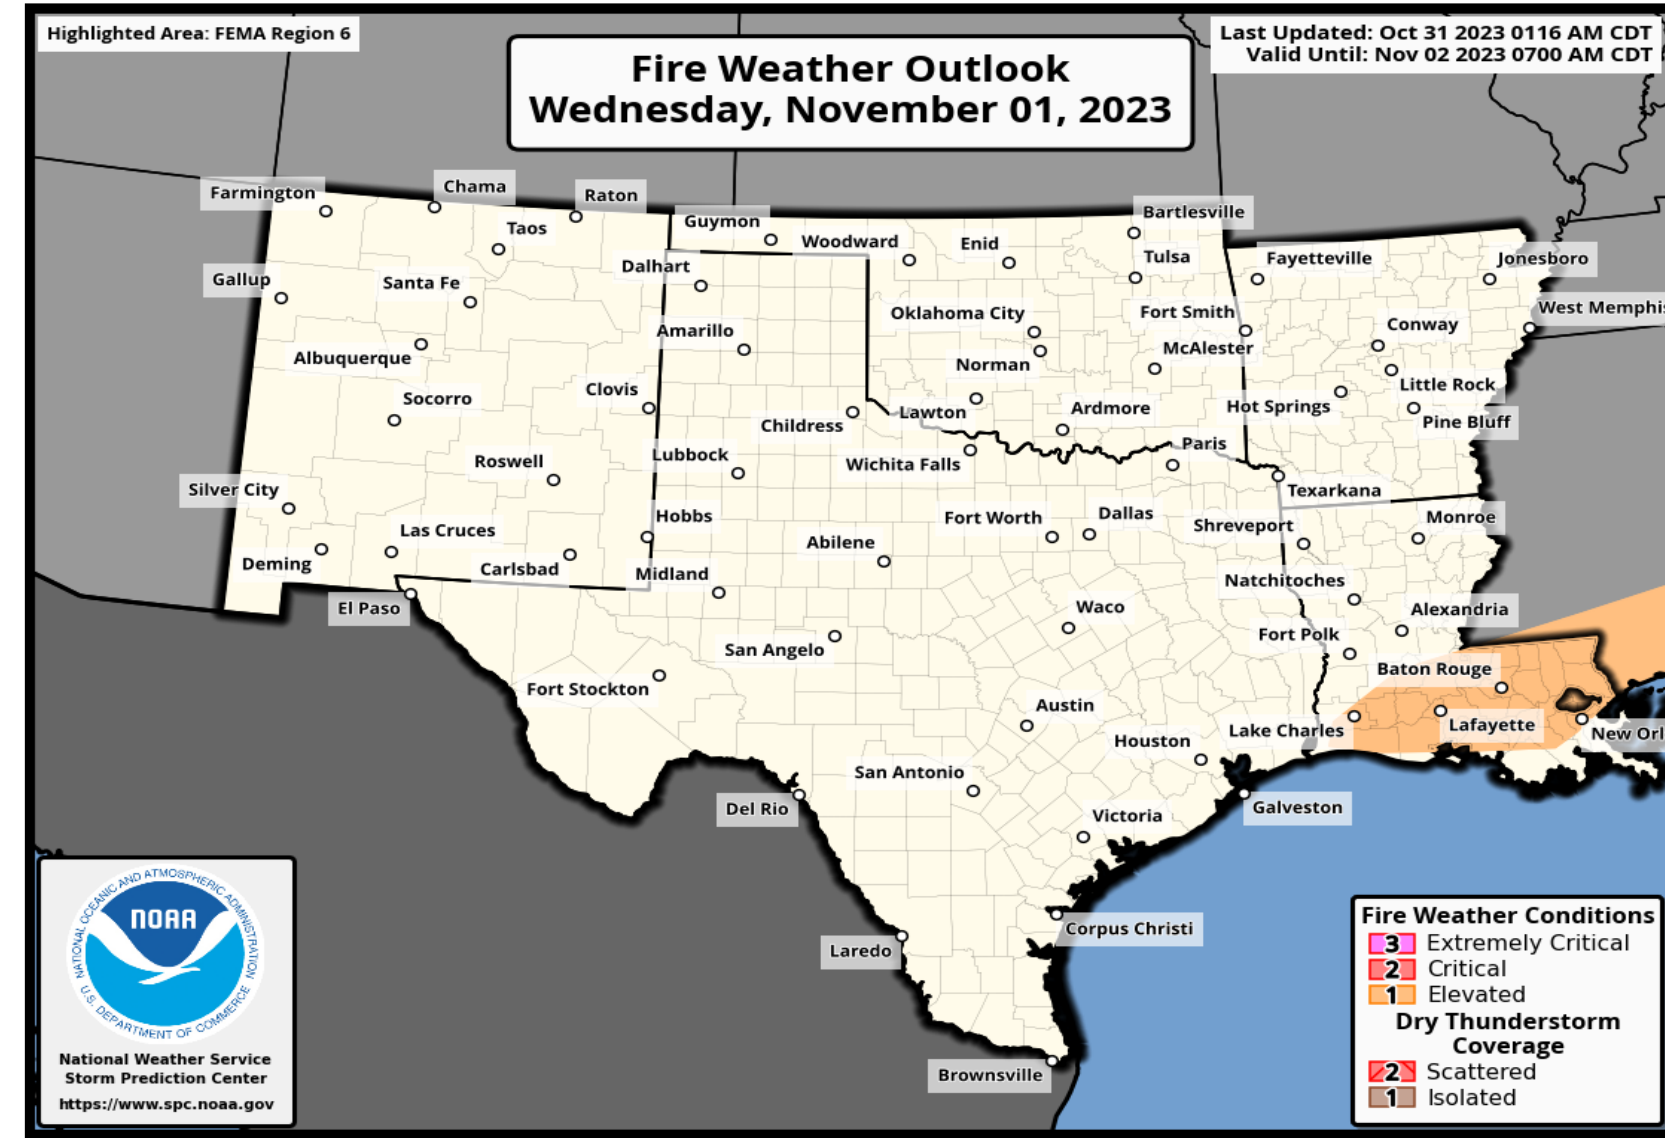 Highlighted Area: FEMA Region 6
Last Updated: Oct 31 2023 0116 AM CDT
Valid Until: Nov 02 2023 0700 AM CDT
Fire Weather Outlook
Wednesday, November 01, 2023
Farmington
Chama
Raton
Taos
Guymon
Woodward
Enid
Bartlesville
Tulsa
Fayetteville
Jonesboro
Gallup
Santa Fe
Dalhart
Oklahoma City
Fort Smith
West Memphis
Albuquerque
Amarillo
Norman
McAlester
Conway
Socorro
Clovis
Childress
Lawton
Ardmore
Hot Springs
Little Rock
Pine Bluff
Roswell
Lubbock
Wichita Falls
Paris
Silver City
Texarkana
Las Cruces
Hobbs
Fort Worth
Dallas
Shreveport
Monroe
Deming
Carlsbad
Midland
Abilene
Natchitoches
El Paso
Waco
Alexandria
San Angelo
Fort Polk
Fort Stockton
Baton Rouge
Austin
Lake Charles
Lafayette
New Orl
Houston
San Antonio
Del Rio
Victoria
Galveston
Laredo
Corpus Christi
Brownsville
NATIONAL OCEANIC AND ATMOSPHERIC ADMINISTRATION
NOAA
U.S. DEPARTMENT OF COMMERCE
National Weather Service
Storm Prediction Center
https://www.spc.noaa.gov
Fire Weather Conditions
3 Extremely Critical
2 Critical
1 Elevated
Dry Thunderstorm
Coverage
2 Scattered
1 Isolated